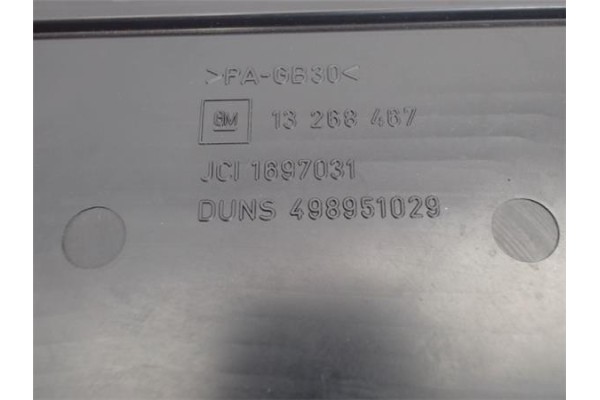 >PA-GB30<
GM 13 268 467
JCI 1697031
DUNS 498951029